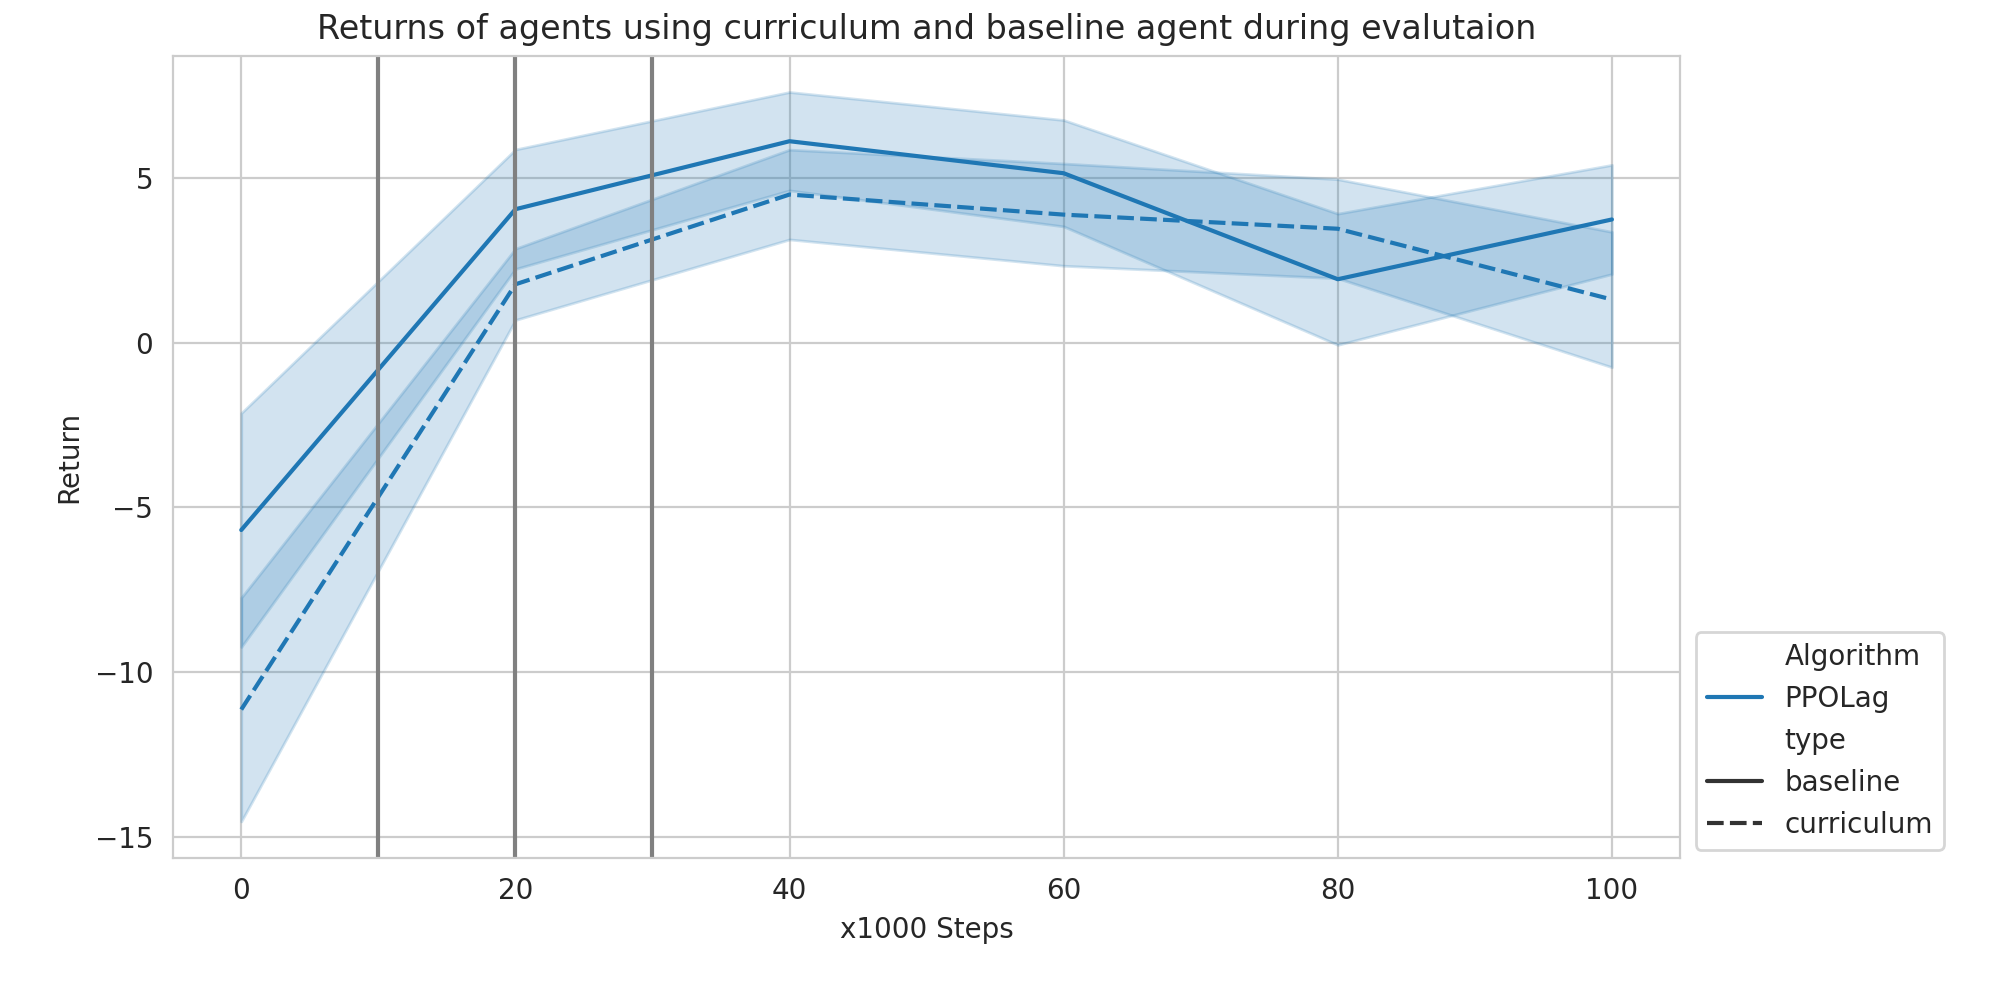 Returns of agents using curriculum and baseline agent during evalutaion
Return
5
0
−5
−10
−15
0 20 40 60 80 100
x1000 Steps
Algorithm
PPOLag
type
baseline
curriculum